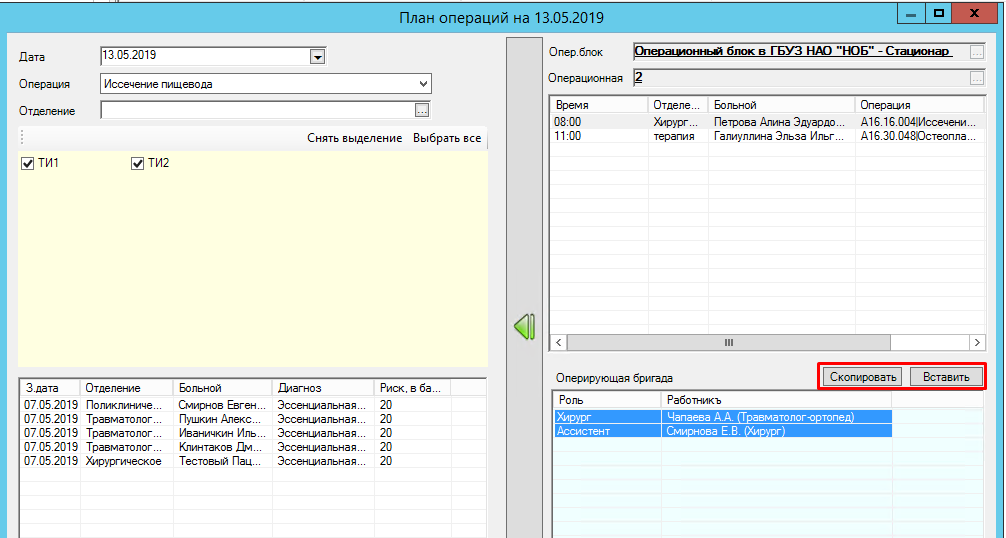 План операций на 13.05.2019
Дата 13.05.2019
Операция Иссечение пищевода
Отделение
Снять выделение Выбрать все
ТИ1 ТИ2
З.дата Отделение Больной Диагноз Риск, в ба...
07.05.2019 Поликлиниче... Смирнов Евген... Эссенциальная... 20
07.05.2019 Травматолог... Пушкин Алекс... Эссенциальная... 20
07.05.2019 Травматолог... Иваничкин Иль... Эссенциальная... 20
07.05.2019 Травматолог... Клинтаков Дм... Эссенциальная... 20
07.05.2019 Хирургическое Тестовый Пац... Эссенциальная... 20
Опер.блок Операционный блок в ГБУЗ НАО "НОБ" - Стационар
Операционная 2
Время Отделе... Больной Операция
08:00 Хирург... Петрова Алина Эдуардо... A16.16.004|Иссечени...
11:00 терапия Галиуллина Эльза Ильг... A16.30.048|Остеопла...
Оперирующая бригада Скопировать Вставить
Роль Работникъ
Хирург Чапаева А.А. (Травматолог-ортопед)
Ассистент Смирнова Е.В. (Хирург)